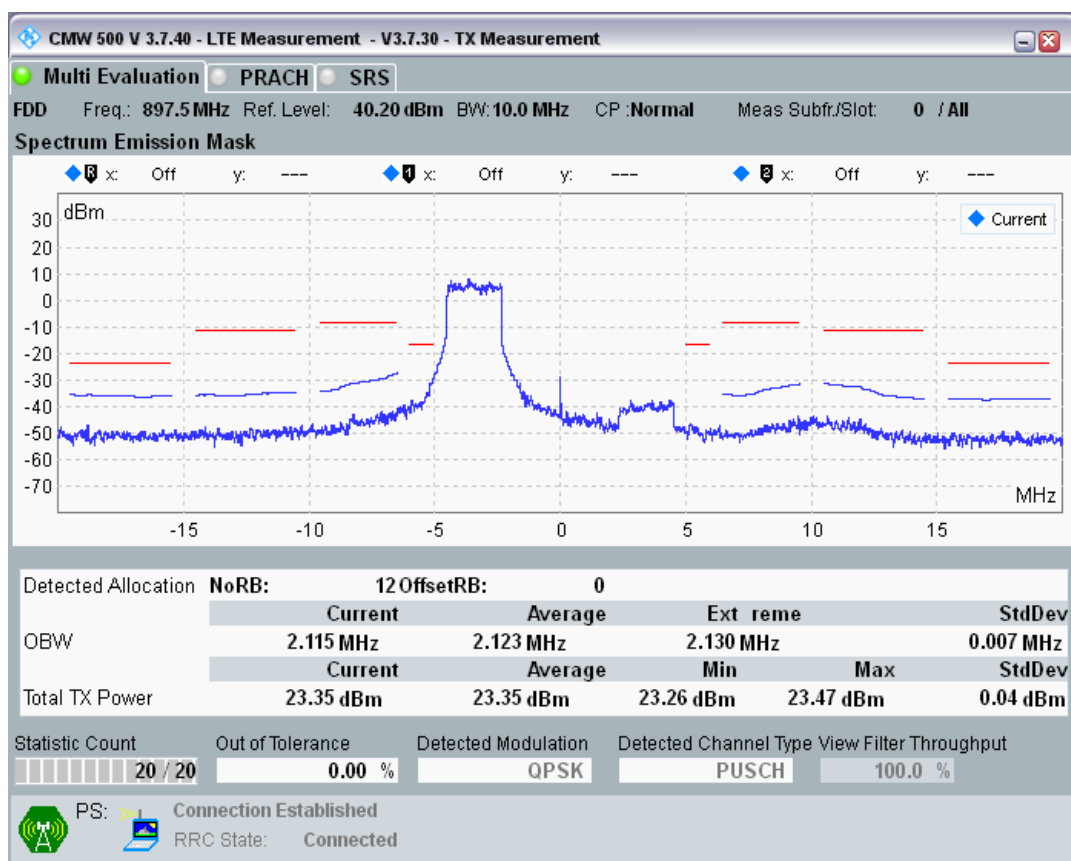 CMW 500 V 3.7.40 - LTE Measurement - V3.7.30 - TX Measurement
Multi Evaluation PRACH SRS
FDD Freq.: 897.5 MHz Ref. Level: 40.20 dBm BW: 10.0 MHz CP :Normal Meas Subfr./Slot: 0 / All
Spectrum Emission Mask
R x: Off y: --- 1 x: Off y: --- 2 x: Off y: ---
dBm
Current
30
20
10
0
-10
-20
-30
-40
-50
-60
-70
MHz
-15 -10 -5 0 5 10 15
Detected Allocation NoRB: 12 OffsetRB: 0
Current Average Ext reme StdDev
OBW 2.115 MHz 2.123 MHz 2.130 MHz 0.007 MHz
Current Average Min Max StdDev
Total TX Power 23.35 dBm 23.35 dBm 23.26 dBm 23.47 dBm 0.04 dBm
Statistic Count Out of Tolerance Detected Modulation Detected Channel Type View Filter Throughput
20 / 20 0.00 % QPSK PUSCH 100.0 %
PS: Connection Established
RRC State: Connected